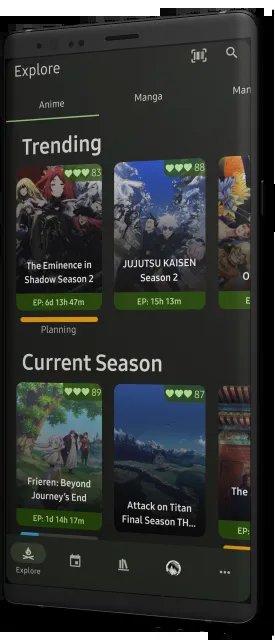 Explore
Anime
Manga
Man
Trending
83
The Eminence in
Shadow Season 2
EP: 6d 13h 47m
Planning
88
JUJUTSU KAISEN
Season 2
EP: 15h 13m
O
E
Current Season
89
Frieren: Beyond
Journey's End
EP: 1d 14h 17m
87
Attack on Titan
Final Season TH...
The
EP:
Explore